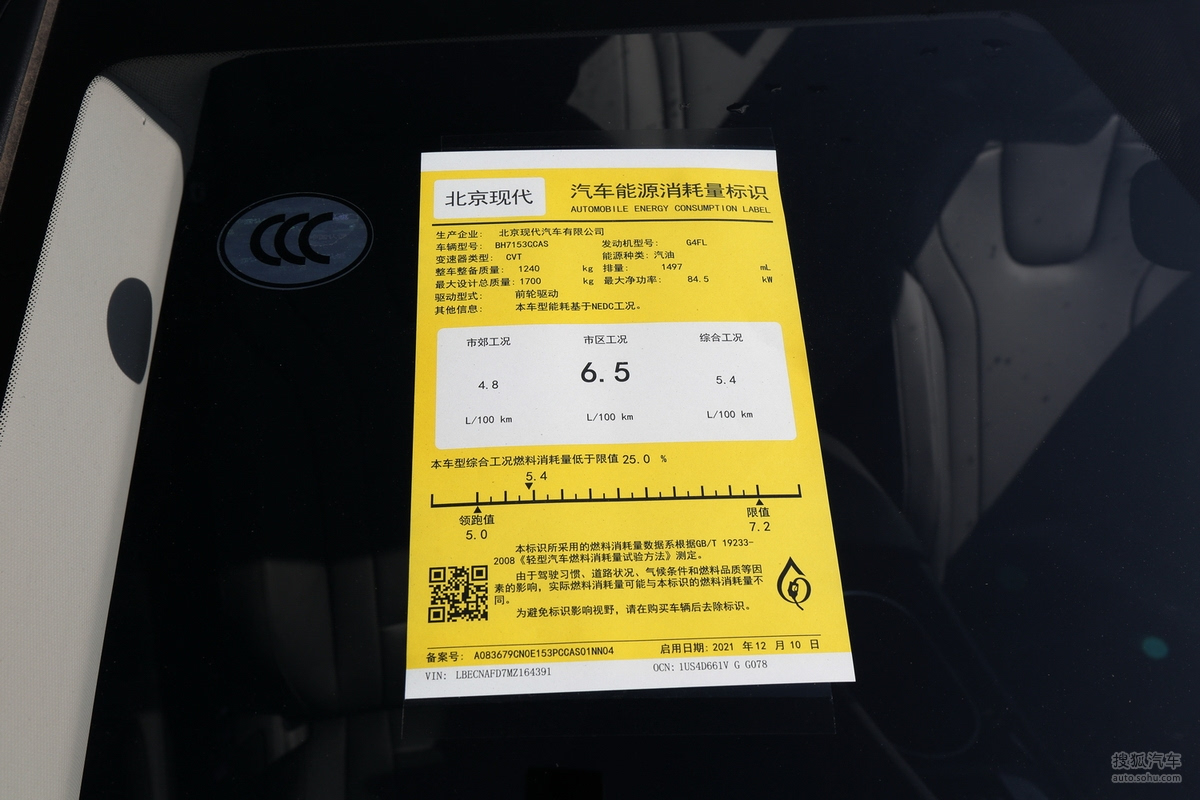 北京现代
汽车能源消耗量标识
AUTOMOBILE ENERGY CONSUMPTION LABEL
生产企业: 北京现代汽车有限公司
车辆型号: BH7153CCAS 发动机型号: G4FL
变速器类型: CVT 能源种类: 汽油
整车整备质量: 1240 kg 排量: 1497 mL
最大设计总质量: 1700 kg 最大净功率: 84.5 kW
驱动型式: 前轮驱动
其他信息: 本车型能耗基于NEDC工况。
市郊工况 市区工况 综合工况
4.8 6.5 5.4
L/100 km L/100 km L/100 km
本车型综合工况燃料消耗量低于限值 25.0 %
5.4
领跑值 限值
5.0 7.2
本标识所采用的燃料消耗量数据系根据GB/T 19233-
2008《轻型汽车燃料消耗量试验方法》测定。
由于驾驶习惯、道路状况、气候条件和燃料品质等因
素的影响，实际燃料消耗量可能与本标识的燃料消耗量不
同。
为避免标识影响视野，请在购买车辆后去除标识。
备案号: A083679CN0E153PCCAS01NN04 启用日期: 2021 年 12 月 10 日
VIN: LBECNAFD7MZ164391 OCN: 1US4D661V G G078
CCC
搜狐汽车
auto.sohu.com